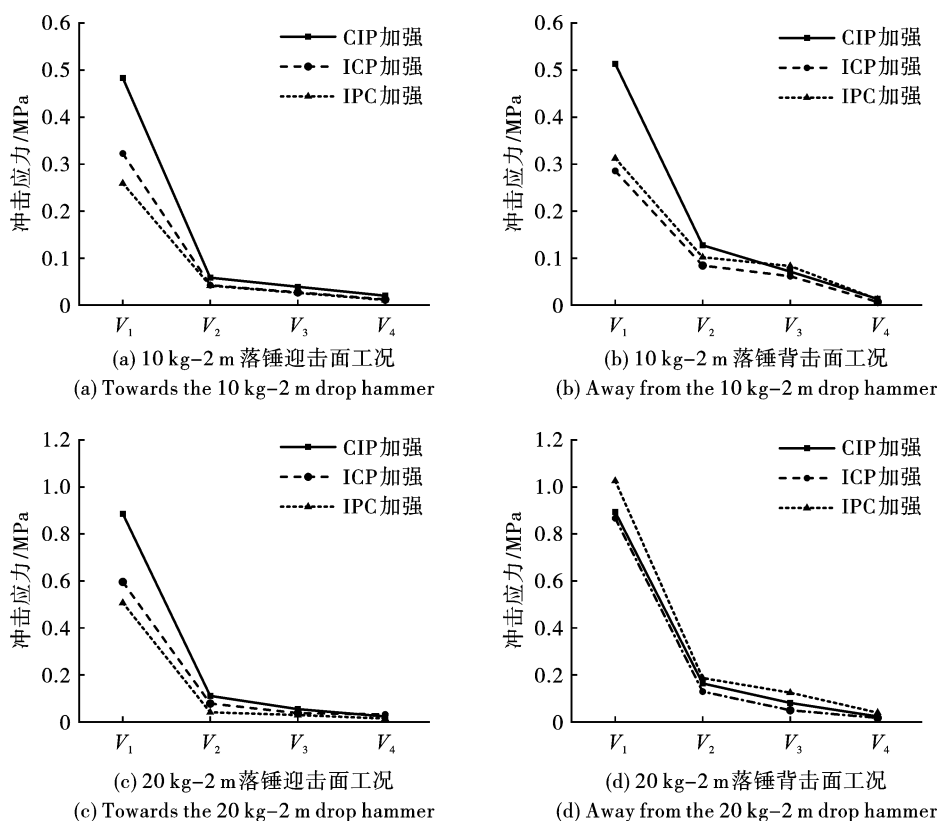 0.6
0.5
0.4
0.3
0.2
0.1
0
冲击应力/MPa
CIP加强
ICP加强
IPC加强
V1 V2 V3 V4
(a) 10 kg-2 m 落锤迎击面工况
(a) Towards the 10 kg-2 m drop hammer
0.6
0.5
0.4
0.3
0.2
0.1
0
冲击应力/MPa
CIP加强
ICP加强
IPC加强
V1 V2 V3 V4
(b) 10 kg-2 m 落锤背击面工况
(b) Away from the 10 kg-2 m drop hammer
1.2
1.0
0.8
0.6
0.4
0.2
0
冲击应力/MPa
CIP加强
ICP加强
IPC加强
V1 V2 V3 V4
(c) 20 kg-2 m落锤迎击面工况
(c) Towards the 20 kg-2 m drop hammer
1.2
1.0
0.8
0.6
0.4
0.2
0
冲击应力/MPa
CIP加强
ICP加强
IPC加强
V1 V2 V3 V4
(d) 20 kg-2 m落锤背击面工况
(d) Away from the 20 kg-2 m drop hammer